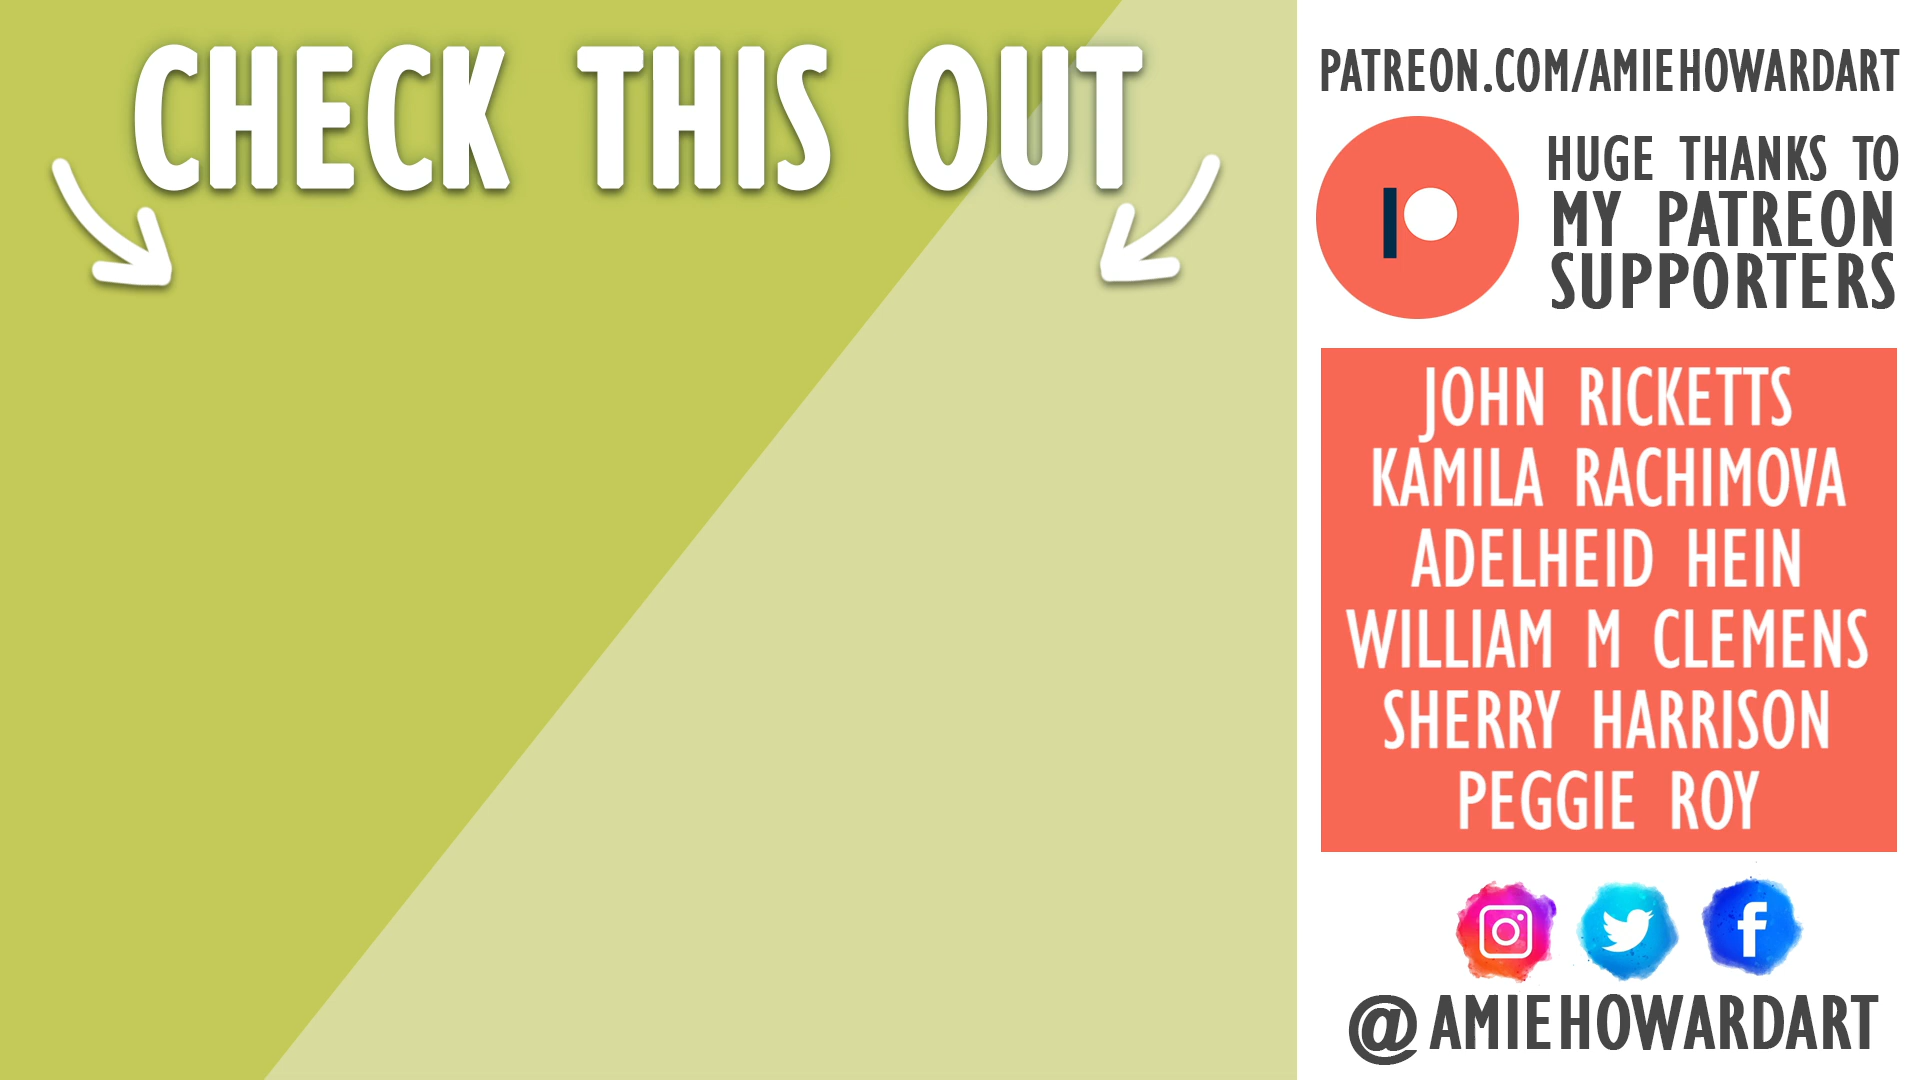 CHECK THIS OUT
PATREON.COM/AMIEHOWARDART
HUGE THANKS TO
MY PATREON
SUPPORTERS
JOHN RICKETTS
KAMILA RACHIMOVA
ADELHEID HEIN
WILLIAM M CLEMENS
SHERRY HARRISON
PEGGIE ROY
@AMIEHOWARDART